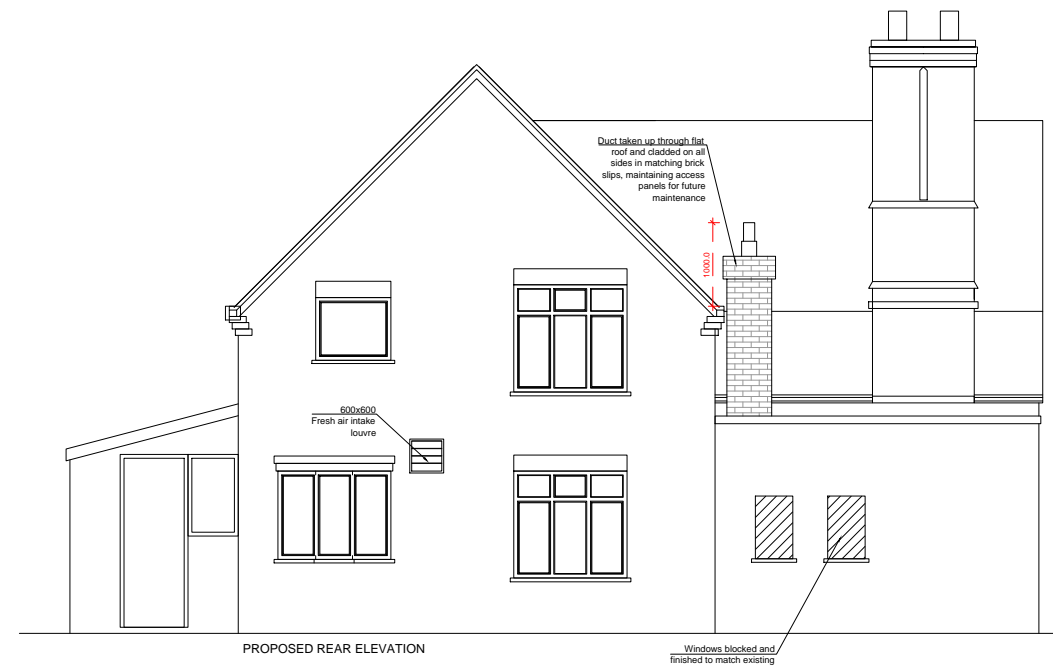 Duct taken up through flat
roof and cladded on all
sides in matching brick
slips, maintaining access
panels for future
maintenance
1000.0
600x600
Fresh air intake
louvre
PROPOSED REAR ELEVATION
Windows blocked and
finished to match existing